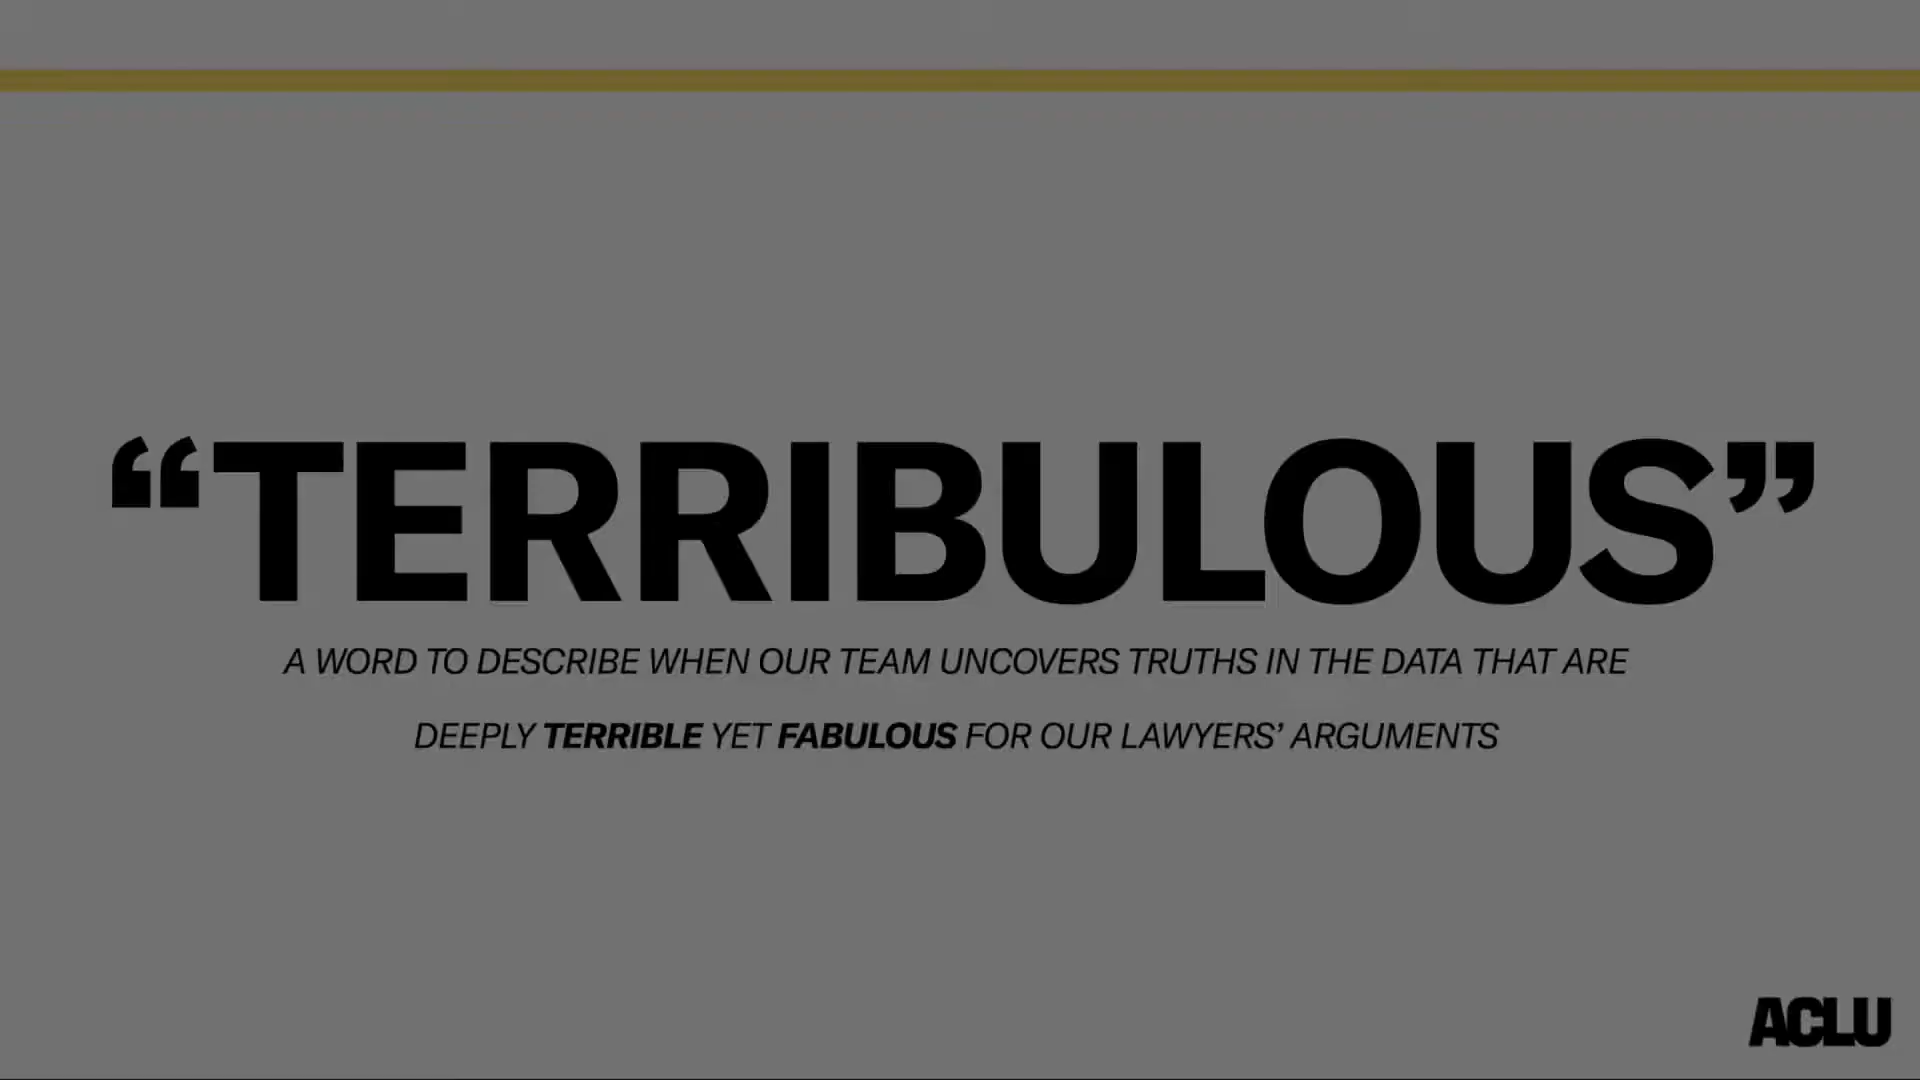 “TERRIBULOUS”
A WORD TO DESCRIBE WHEN OUR TEAM UNCOVERS TRUTHS IN THE DATA THAT ARE
DEEPLY TERRIBLE YET FABULOUS FOR OUR LAWYERS’ ARGUMENTS
ACLU